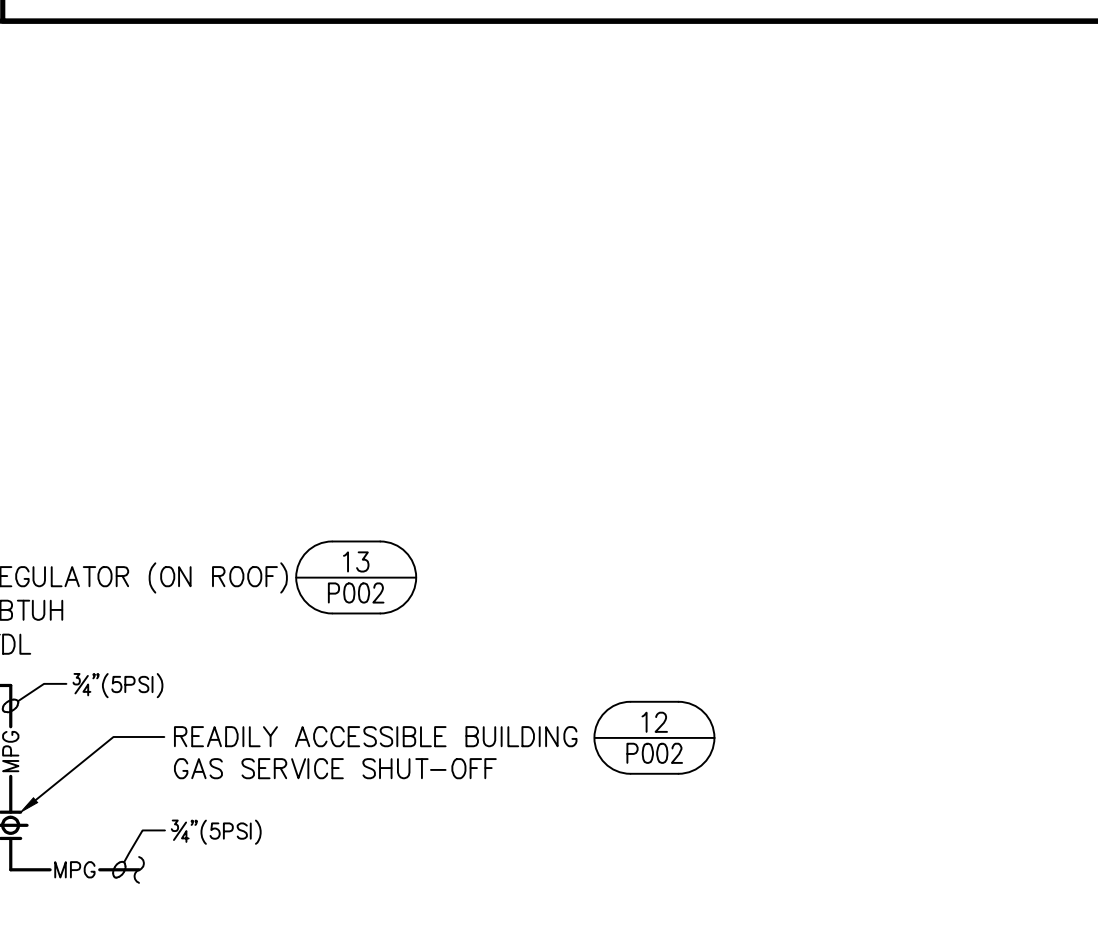 EGULATOR (ON ROOF)
13
P002
BTUH
DL
¾"(5PSI)
MPG
READILY ACCESSIBLE BUILDING
GAS SERVICE SHUT-OFF
12
P002
¾"(5PSI)
MPG